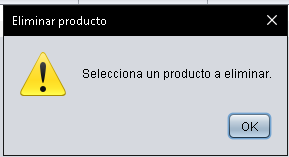 Eliminar producto
Selecciona un producto a eliminar.
OK